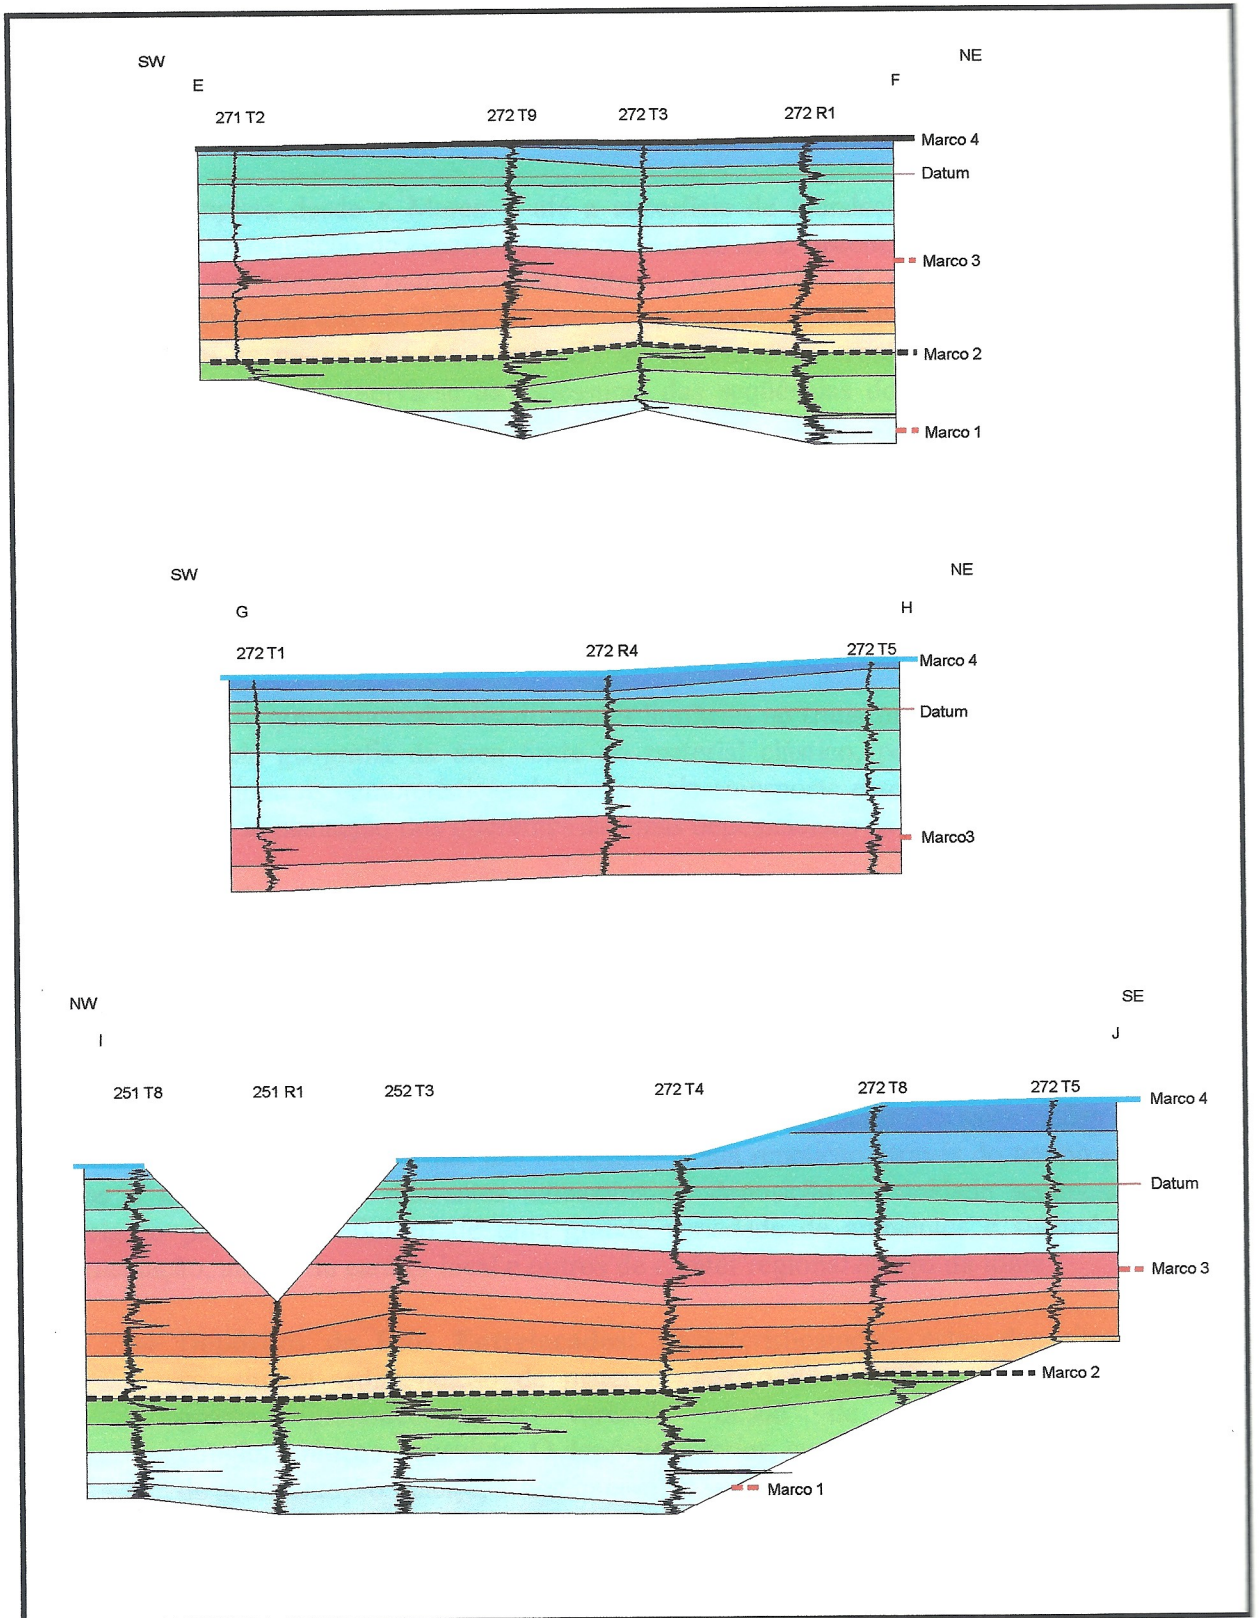 SW
NE
E
F
271 T2
272 T9
272 T3
272 R1
Marco 4
Datum
Marco 3
Marco 2
Marco 1
SW
NE
G
H
272 T1
272 R4
272 T5
Marco 4
Datum
Marco3
NW
SE
I
J
251 T8
251 R1
252 T3
272 T4
272 T8
272 T5
Marco 4
Datum
Marco 3
Marco 2
Marco 1